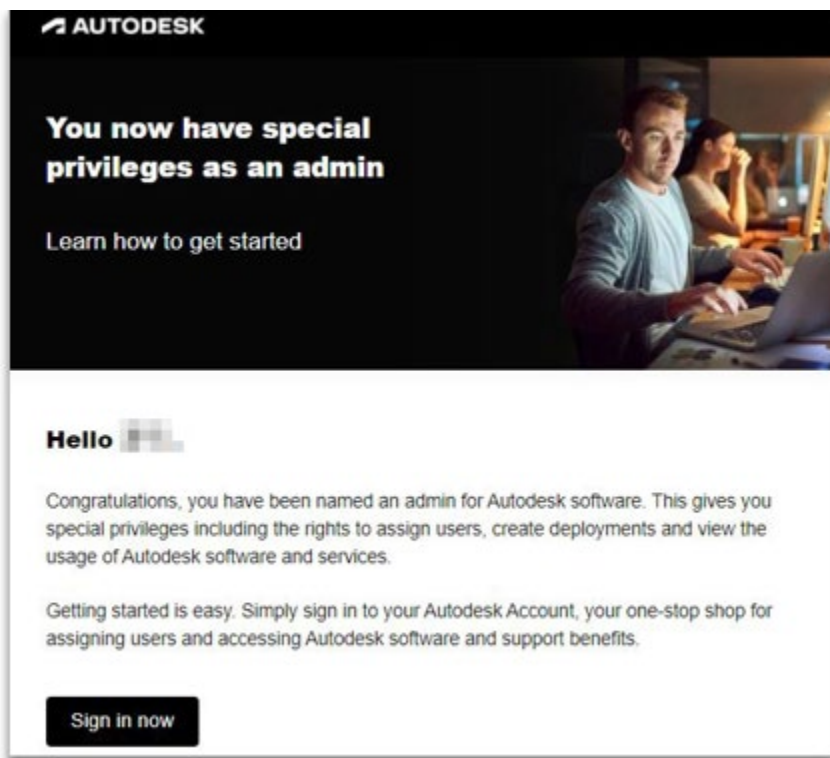 AUTODESK
You now have special
privileges as an admin
Learn how to get started
Hello
Congratulations, you have been named an admin for Autodesk software. This gives you
special privileges including the rights to assign users, create deployments and view the
usage of Autodesk software and services.
Getting started is easy. Simply sign in to your Autodesk Account, your one-stop shop for
assigning users and accessing Autodesk software and support benefits.
Sign in now